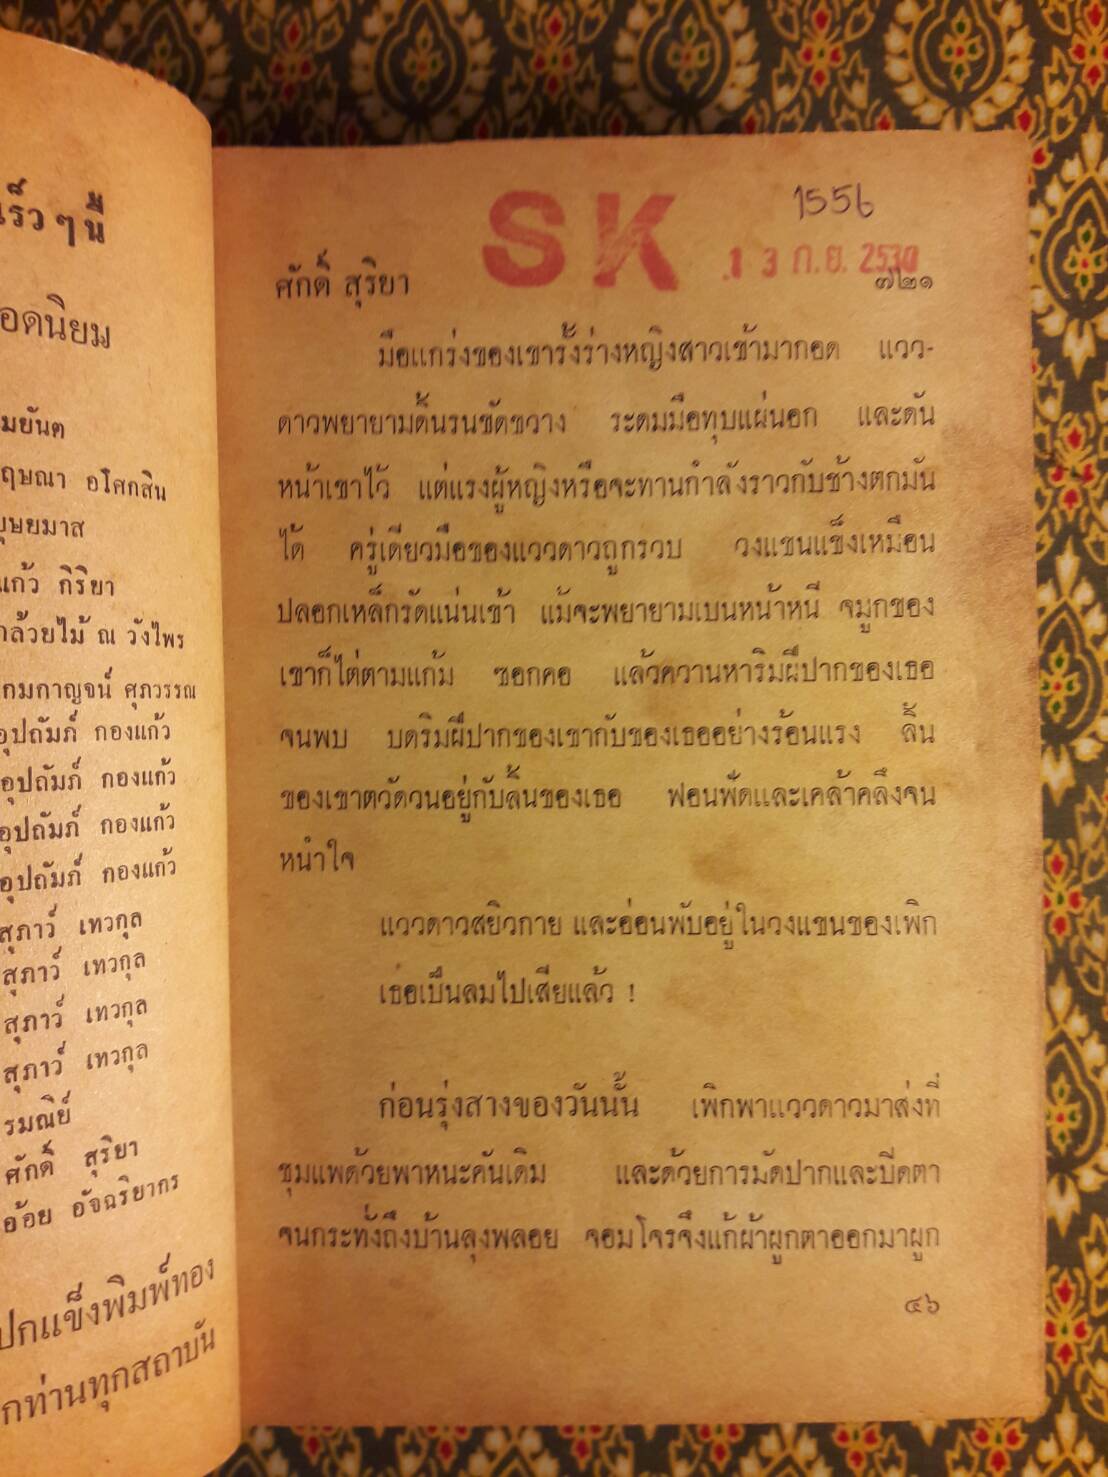 เร็ว ๆ นี้
อดนิยม
มยันต
ฤษณา อโศกสิน
บุษยมาส
แก้ว กิริยา
กล้วยไม้ ณ วังไพร
กมกาญจน์ ศุภวรรณ
อุปถัมภ์ กองแก้ว
อุปถัมภ์ กองแก้ว
อุปถัมภ์ กองแก้ว
อุปถัมภ์ กองแก้ว
สุภาว์ เทวกุล
สุภาว์ เทวกุล
สุภาว์ เทวกุล
สุภาว์ เทวกุล
รมณีย์
ศักดิ์ สุริยา
อ้อย อัจฉริยากร
ปกแข็งพิมพ์ทอง
กท่านทุกสถาบัน
SK
1556
13 ก.ย. 2530
ศักดิ์ สุริยา ๗๒๑
มือแกร่งของเขารั้งร่างหญิงสาวเข้ามากอด แวว-
ดาวพยายามดิ้นรนขัดขวาง ระดมมือทุบแผ่นอก และดัน
หน้าเขาไว้ แต่แรงผู้หญิงหรือจะทานกำลังราวกับช้างตกมัน
ได้ ครู่เดียวมือของแววดาวถูกรวบ วงแขนแข็งเหมือน
ปลอกเหล็กรัดแน่นเข้า แม้จะพยายามเบนหน้าหนี จมูกของ
เขาก็ไต่ตามแก้ม ซอกคอ แล้วควานหาริมฝีปากของเธอ
จนพบ บดริมฝีปากของเขากับของเธออย่างร้อนแรง ลิ้น
ของเขาตวัดวนอยู่กับลิ้นของเธอ ฟอนฟัดและเคล้าคลึงจน
หนำใจ
แววดาวสยิวกาย และอ่อนพับอยู่ในวงแขนของเพิก
เธอเป็นลมไปเสียแล้ว !
ก่อนรุ่งสางของวันนั้น เพิกพาแววดาวมาส่งที่
ชุมแพด้วยพาหนะคันเดิม และด้วยการมัดปากและปิดตา
จนกระทั่งถึงบ้านลุงพลอย จอมโจรจึงแก้ผ้าผูกตาออกมาผูก
๔๖